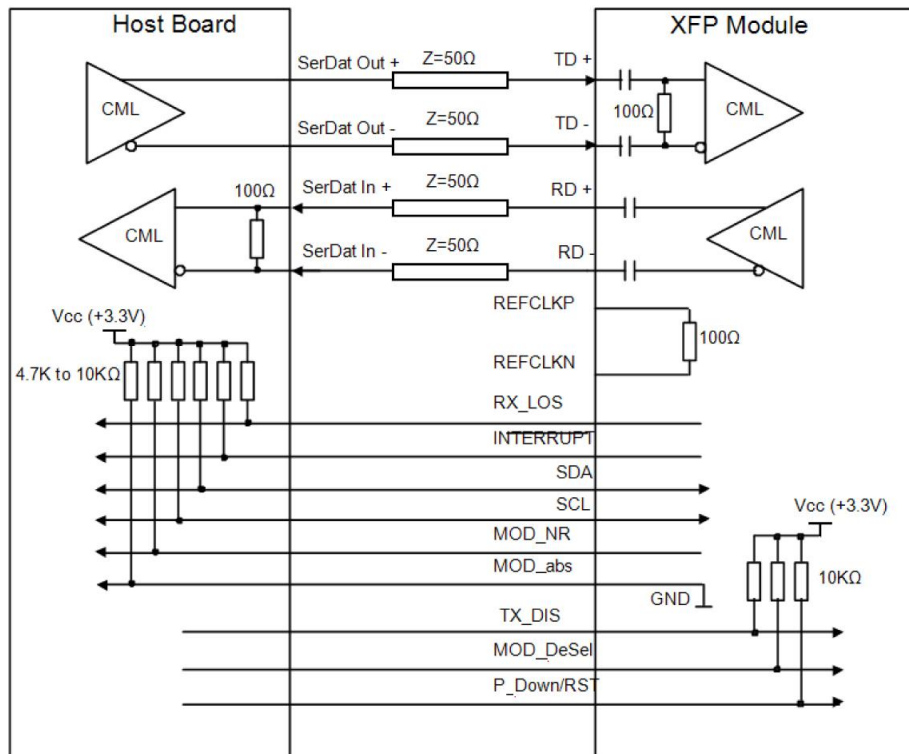 Host Board
XFP Module
SerDat Out +
Z=50Ω
TD +
CML
100Ω
CML
SerDat Out -
Z=50Ω
TD -
SerDat In +
Z=50Ω
RD +
100Ω
CML
CML
SerDat In -
Z=50Ω
RD -
REFCLKP
100Ω
REFCLKN
Vcc (+3.3V)
4.7K to 10KΩ
RX_LOS
INTERRUPT
SDA
SCL
Vcc (+3.3V)
MOD_NR
MOD_abs
10KΩ
GND
TX_DIS
MOD_DeSel
P_Down/RST